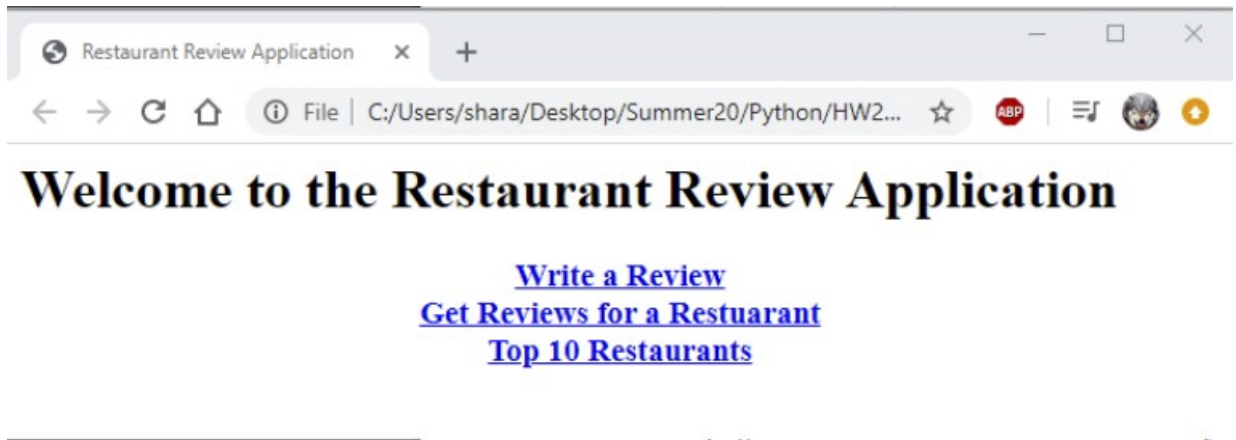 Restaurant Review Application
File | C:/Users/shara/Desktop/Summer20/Python/HW2...
ABP
Welcome to the Restaurant Review Application
Write a Review
Get Reviews for a Restuarant
Top 10 Restaurants